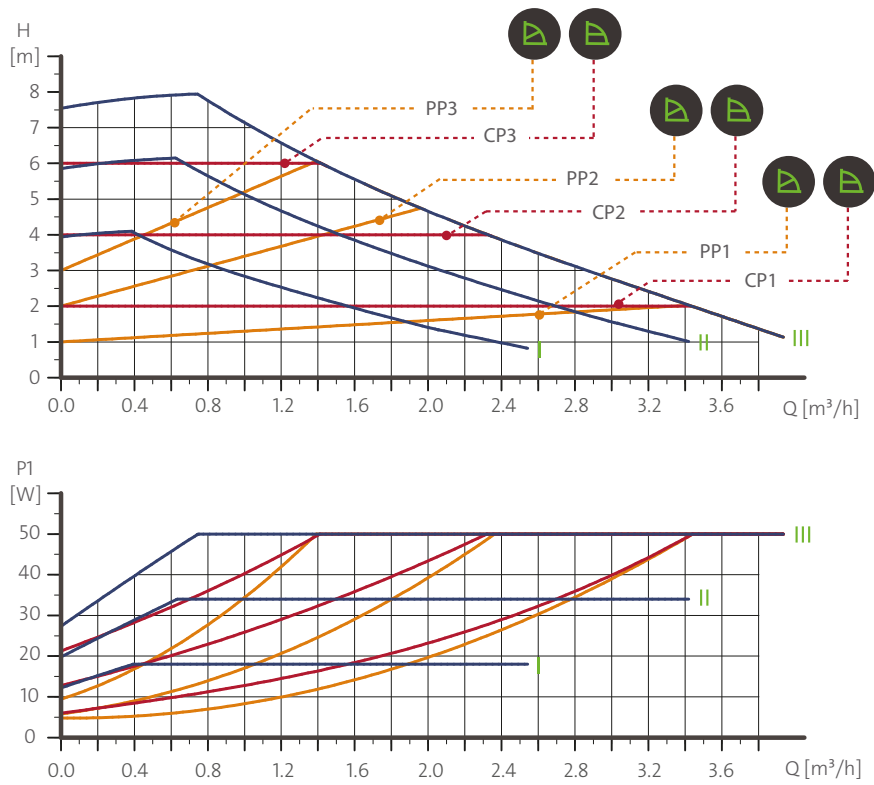 H
[m]
8
7
6
5
4
3
2
1
0
PP3
CP3
PP2
CP2
PP1
CP1
I
II
III
0.0 0.4 0.8 1.2 1.6 2.0 2.4 2.8 3.2 3.6 Q [m³/h]
P1
[W]
50
40
30
20
10
0
III
II
I
0.0 0.4 0.8 1.2 1.6 2.0 2.4 2.8 3.2 3.6 Q [m³/h]